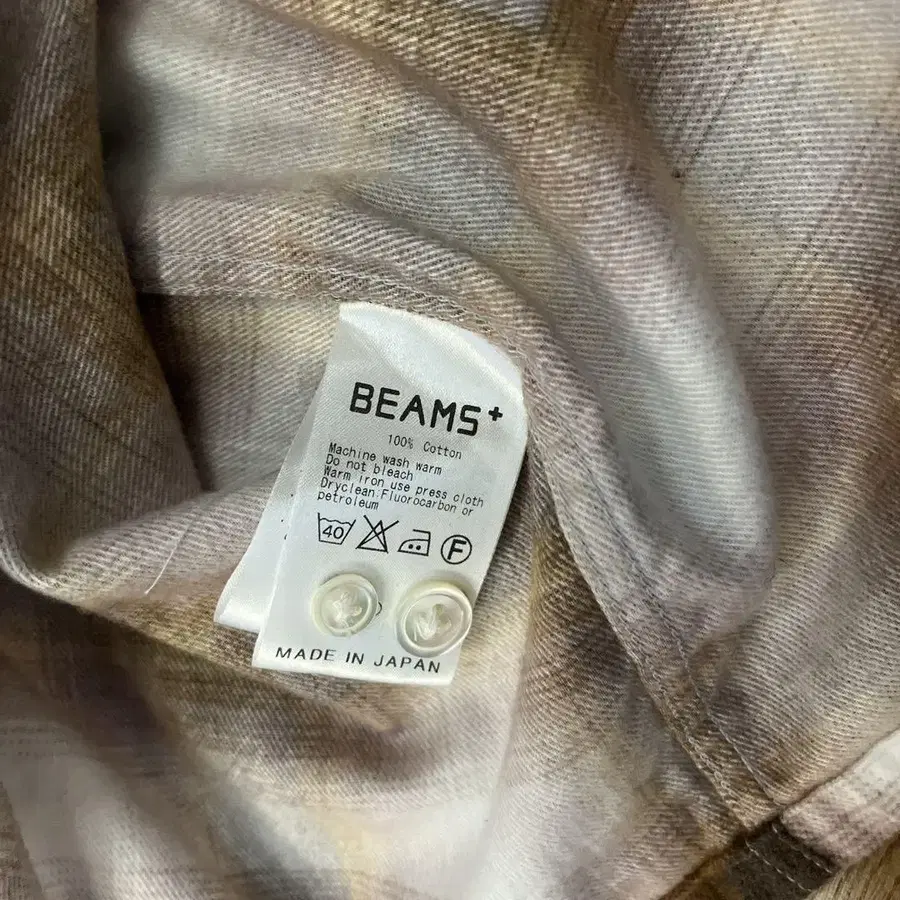 BEAMS+
100% Cotton
Machine wash warm
Do not bleach
Warm iron use press cloth
Dryclean:Fluorocarbon or
petroleum
40
F
MADE IN JAPAN